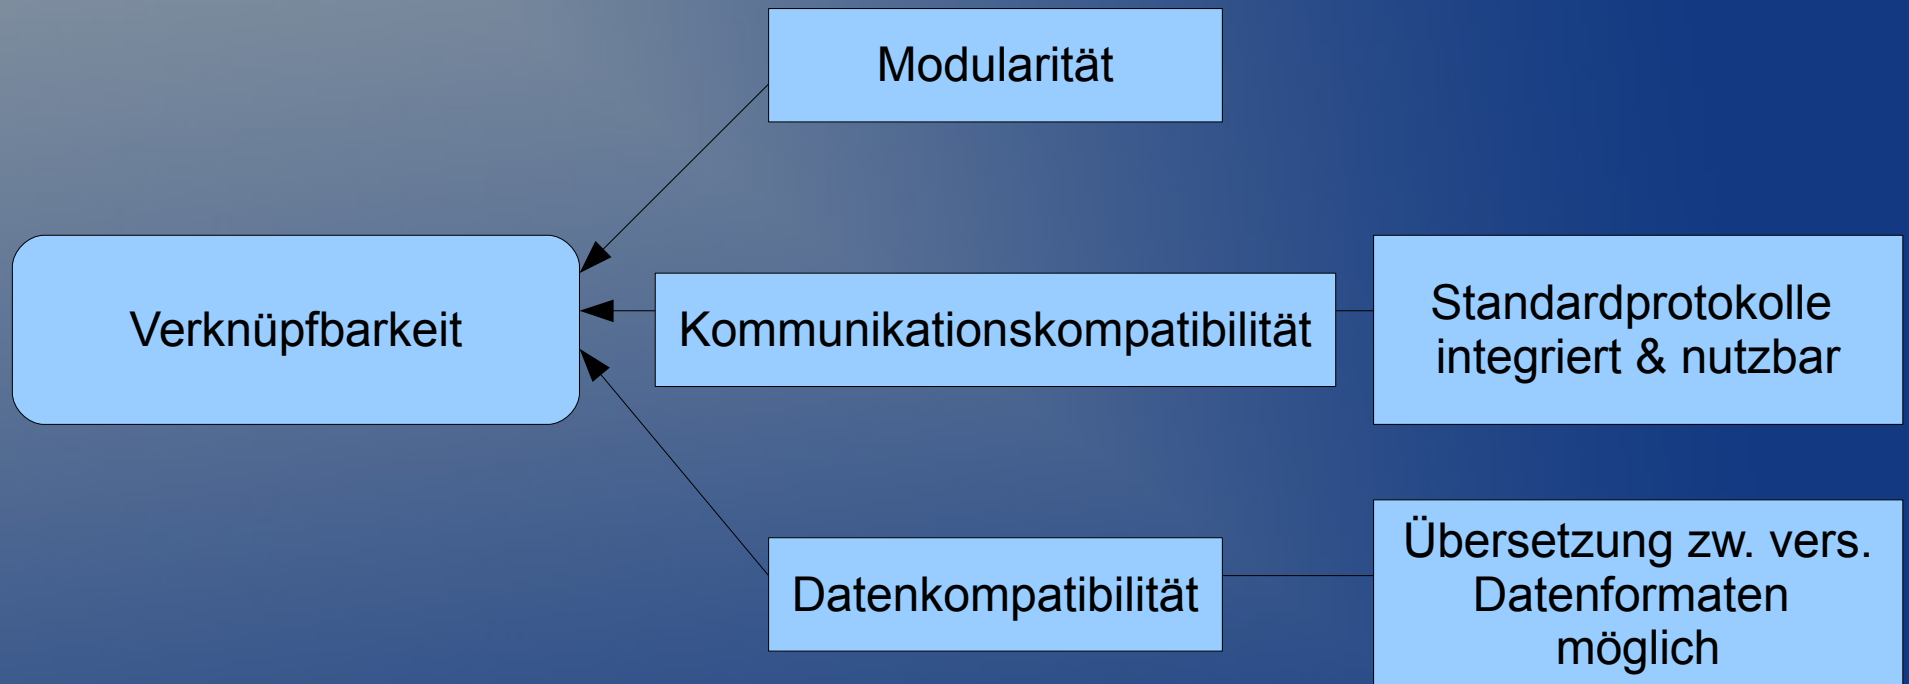 Modularität
Verknüpfbarkeit
Kommunikationskompatibilität
Standardprotokolle
integriert & nutzbar
Datenkompatibilität
Übersetzung zw. vers.
Datenformaten
möglich